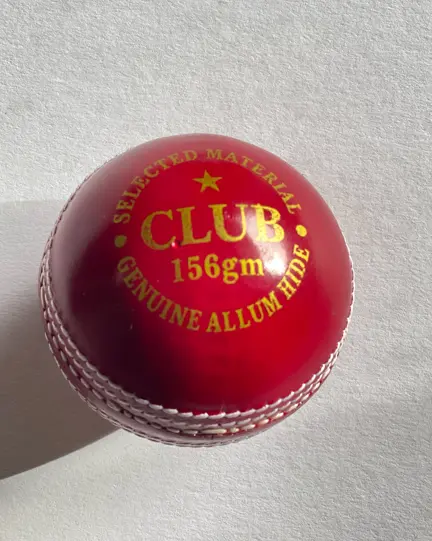 SELECTED MATERIAL
CLUB
156gm
GENUINE ALLUM HIDE